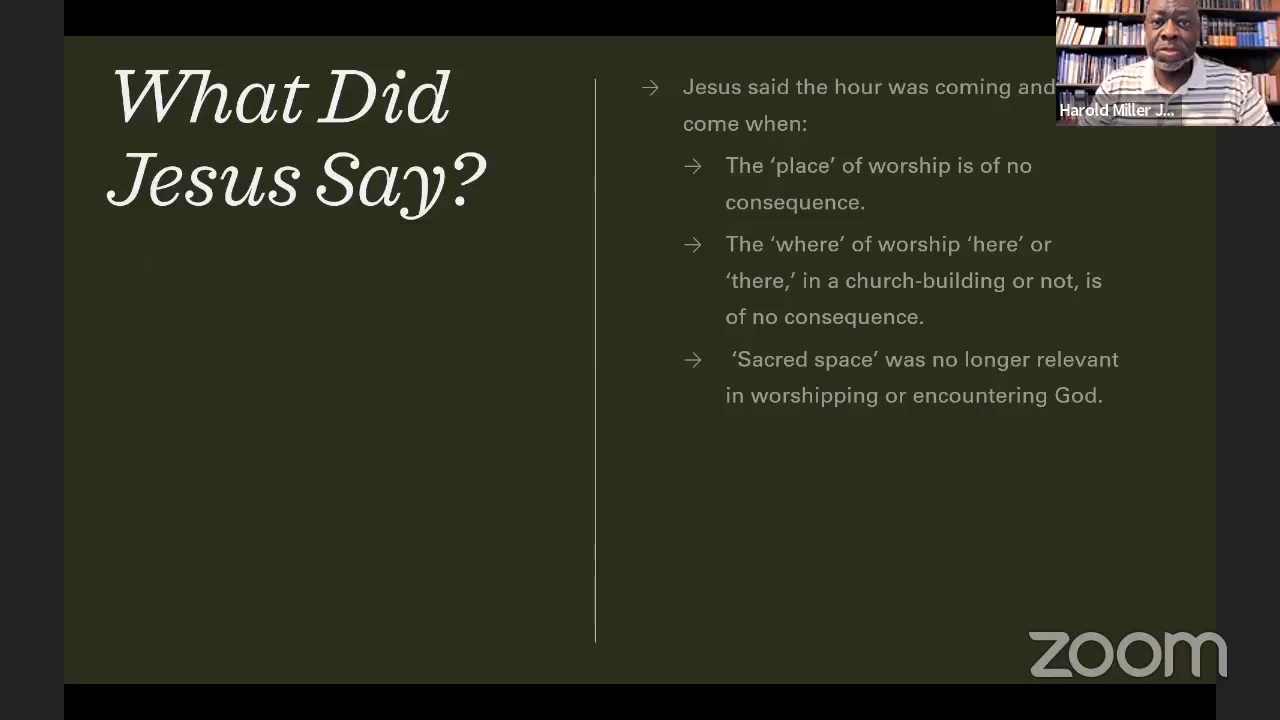 What Did
Jesus Say?
→ Jesus said the hour was coming and
come when:
→ The ‘place’ of worship is of no
consequence.
→ The ‘where’ of worship ‘here’ or
‘there,’ in a church-building or not, is
of no consequence.
→ ‘Sacred space’ was no longer relevant
in worshipping or encountering God.
Harold Miller J...
zoom